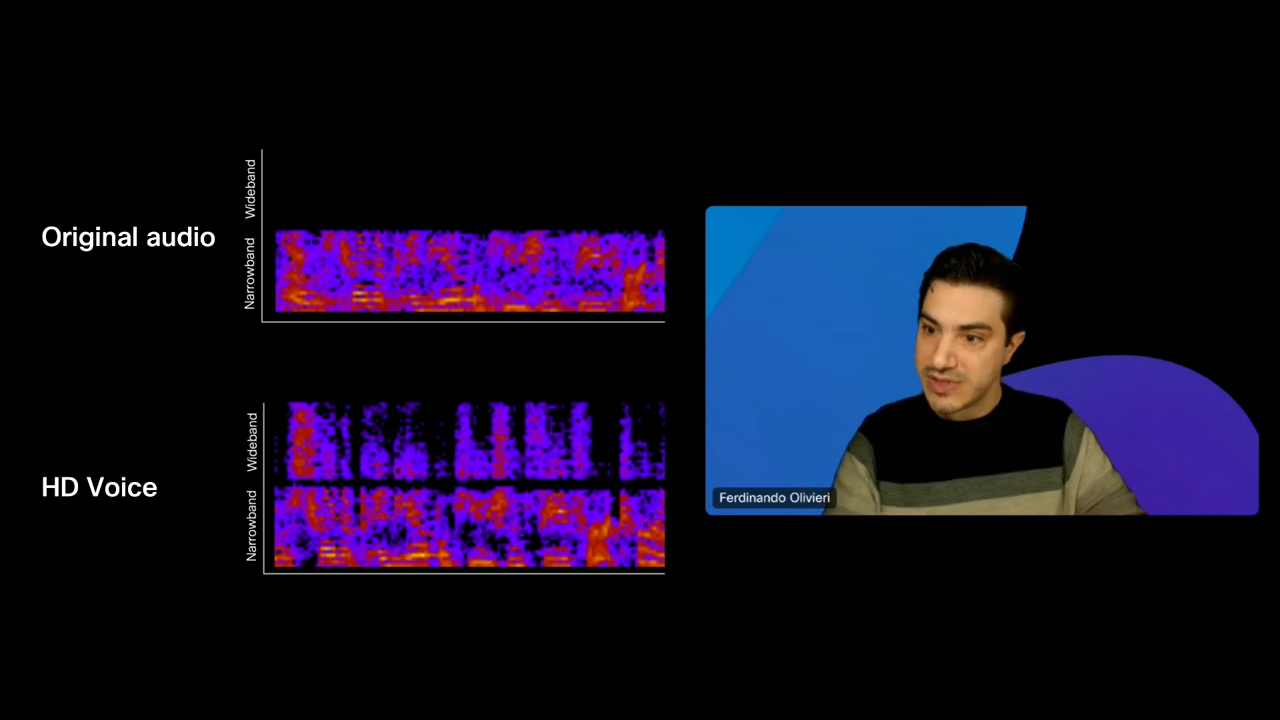 Original audio
Wideband
Narrowband
HD Voice
Wideband
Narrowband
Ferdinando Olivieri